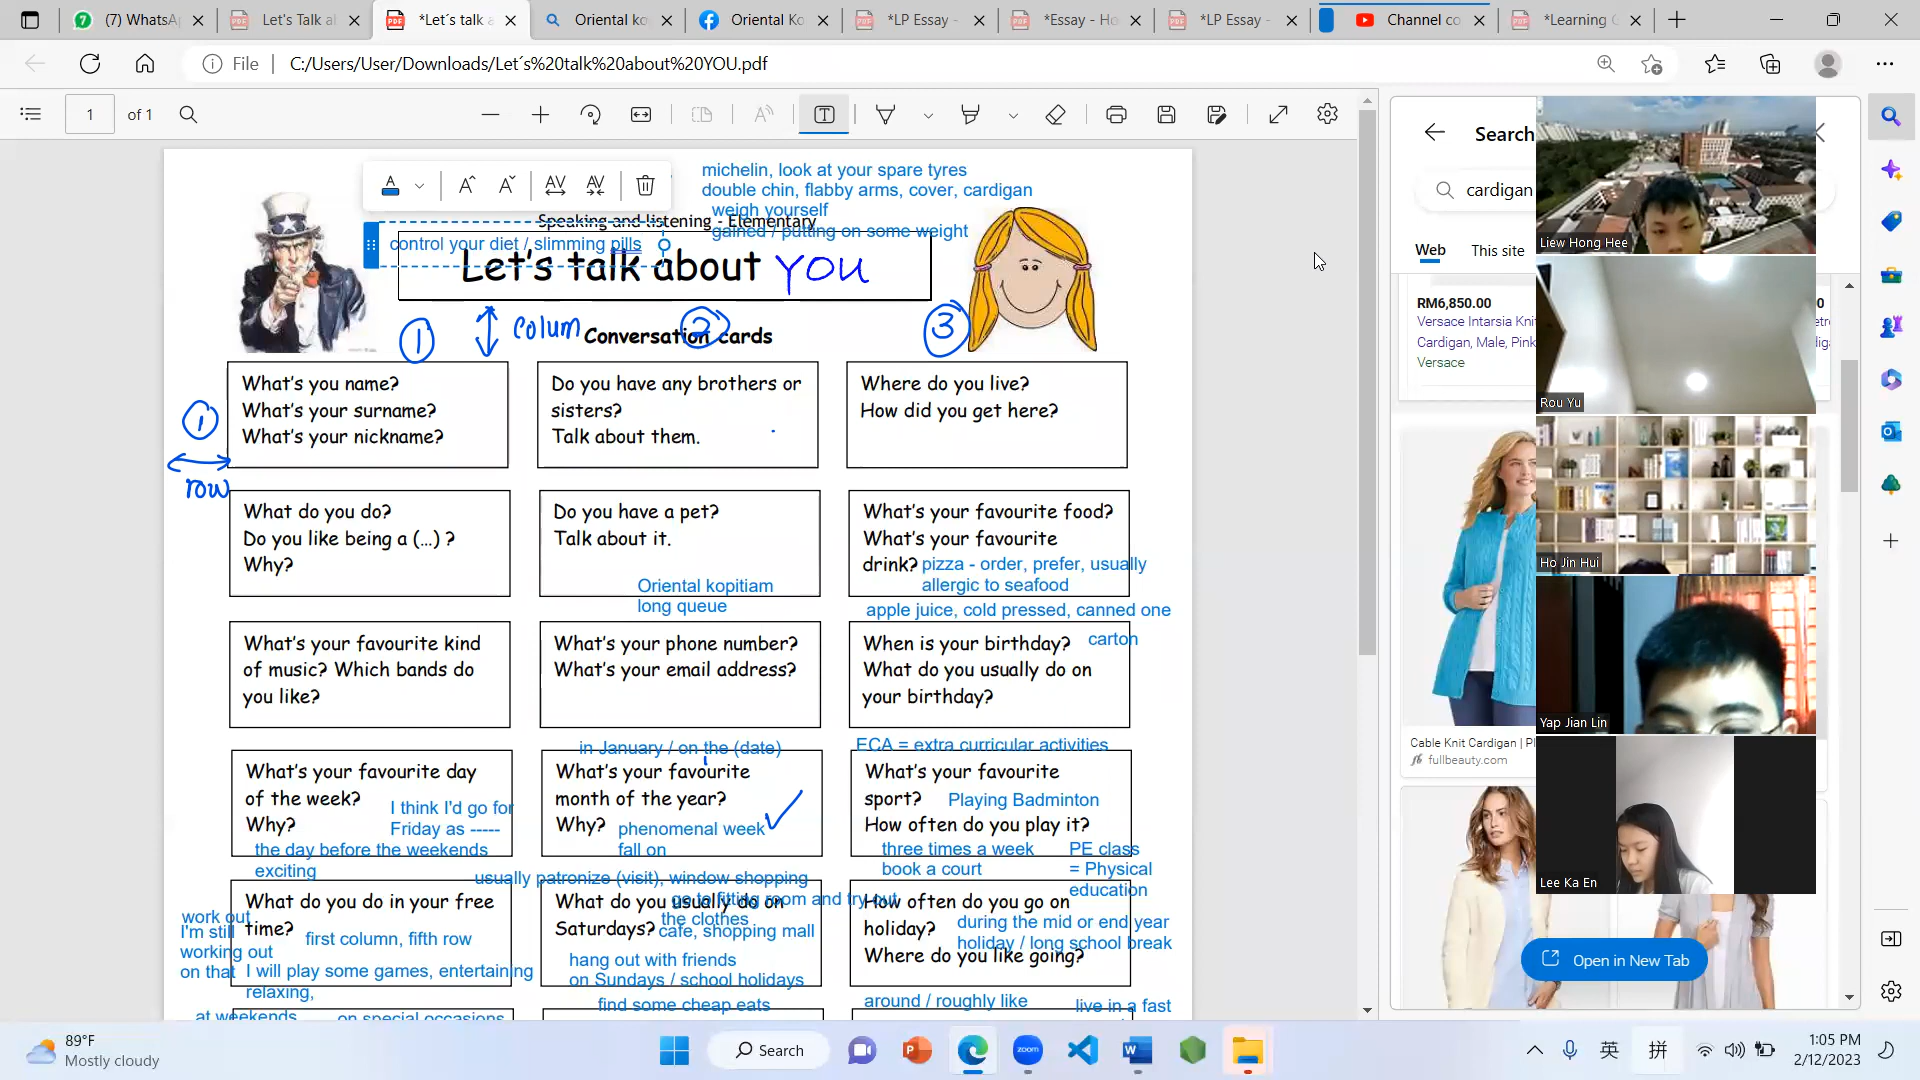 (7) WhatsA
Let's Talk al
*Let´s talk a
Oriental ko
Oriental Ko
*LP Essay -
*Essay - Ho
*LP Essay -
Channel co
*Learning
File
C:/Users/User/Downloads/Let´s%20talk%20about%20YOU.pdf
1
of 1
michelin, look at your spare tyres
double chin, flabby arms, cover, cardigan
weigh yourself
Speaking and listening - Elementary
gained / putting on some weight
control your diet / slimming pills
Let's talk about YOU
1
colum
2
3
Conversation cards
What's you name?
What's your surname?
What's your nickname?
Do you have any brothers or
sisters?
Talk about them.
Where do you live?
How did you get here?
1
row
What do you do?
Do you like being a (...) ?
Why?
Do you have a pet?
Talk about it.
Oriental kopitiam
long queue
What's your favourite food?
What's your favourite
drink?
pizza - order, prefer, usually
allergic to seafood
apple juice, cold pressed, canned one
carton
What's your favourite kind
of music? Which bands do
you like?
What's your phone number?
What's your email address?
When is your birthday?
What do you usually do on
your birthday?
in January / on the (date)
ECA = extra curricular activities
What's your favourite day
of the week?
Why?
I think I'd go for
Friday as -----
the day before the weekends
exciting
What's your favourite
month of the year?
Why?
phenomenal week
fall on
What's your favourite
sport?
Playing Badminton
How often do you play it?
three times a week
book a court
PE class
= Physical
education
usually patronize (visit), window shopping
go to fitting room and try out
the clothes
What do you do in your free
time?
work out
I'm still
working out
on that
first column, fifth row
I will play some games, entertaining
relaxing,
What do you usually do on
Saturdays?
cafe, shopping mall
hang out with friends
on Sundays / school holidays
find some cheap eats
How often do you go on
holiday?
Where do you like going?
during the mid or end year
holiday / long school break
around / roughly like
live in a fast
at weekends
on special occasions
Search
cardigan
Web
This site
RM6,850.00
Versace Intarsia Kni
Cardigan, Male, Pink
Versace
Cable Knit Cardigan | Pl
fullbeauty.com
Open in New Tab
Liew Hong Hee
Rou Yu
Ho Jin Hui
Yap Jian Lin
Lee Ka En
89°F
Mostly cloudy
Search
zoom
英
拼
1:05 PM
2/12/2023